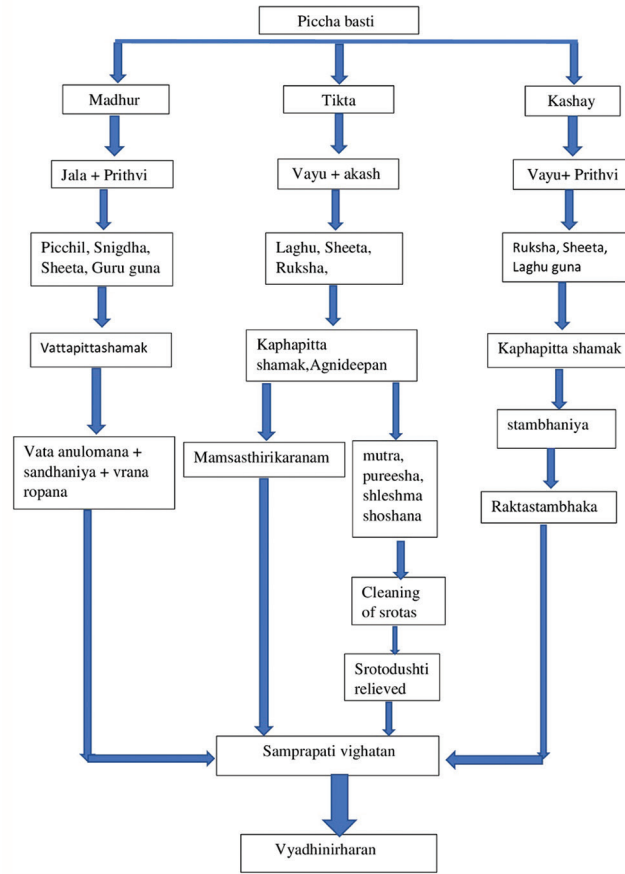 Piccha basti
Madhur
Tikta
Kashay
Jala + Prithvi
Vayu + akash
Vayu+ Prithvi
Picchil, Snigdha,
Sheeta, Guru guna
Laghu, Sheeta,
Ruksha,
Ruksha, Sheeta,
Laghu guna
Vattapittashamak
Kaphapitta
shamak,Agnideepan
Kaphapitta shamak
Vata anulomana +
sandhaniya + vrana
ropana
Mamsasthirikaranam
mutra,
pureesha,
shleshma
shoshana
stambhaniya
Raktastambhaka
Cleaning
of srotas
Srotodushti
relieved
Samprapati vighatan
Vyadhinirharan